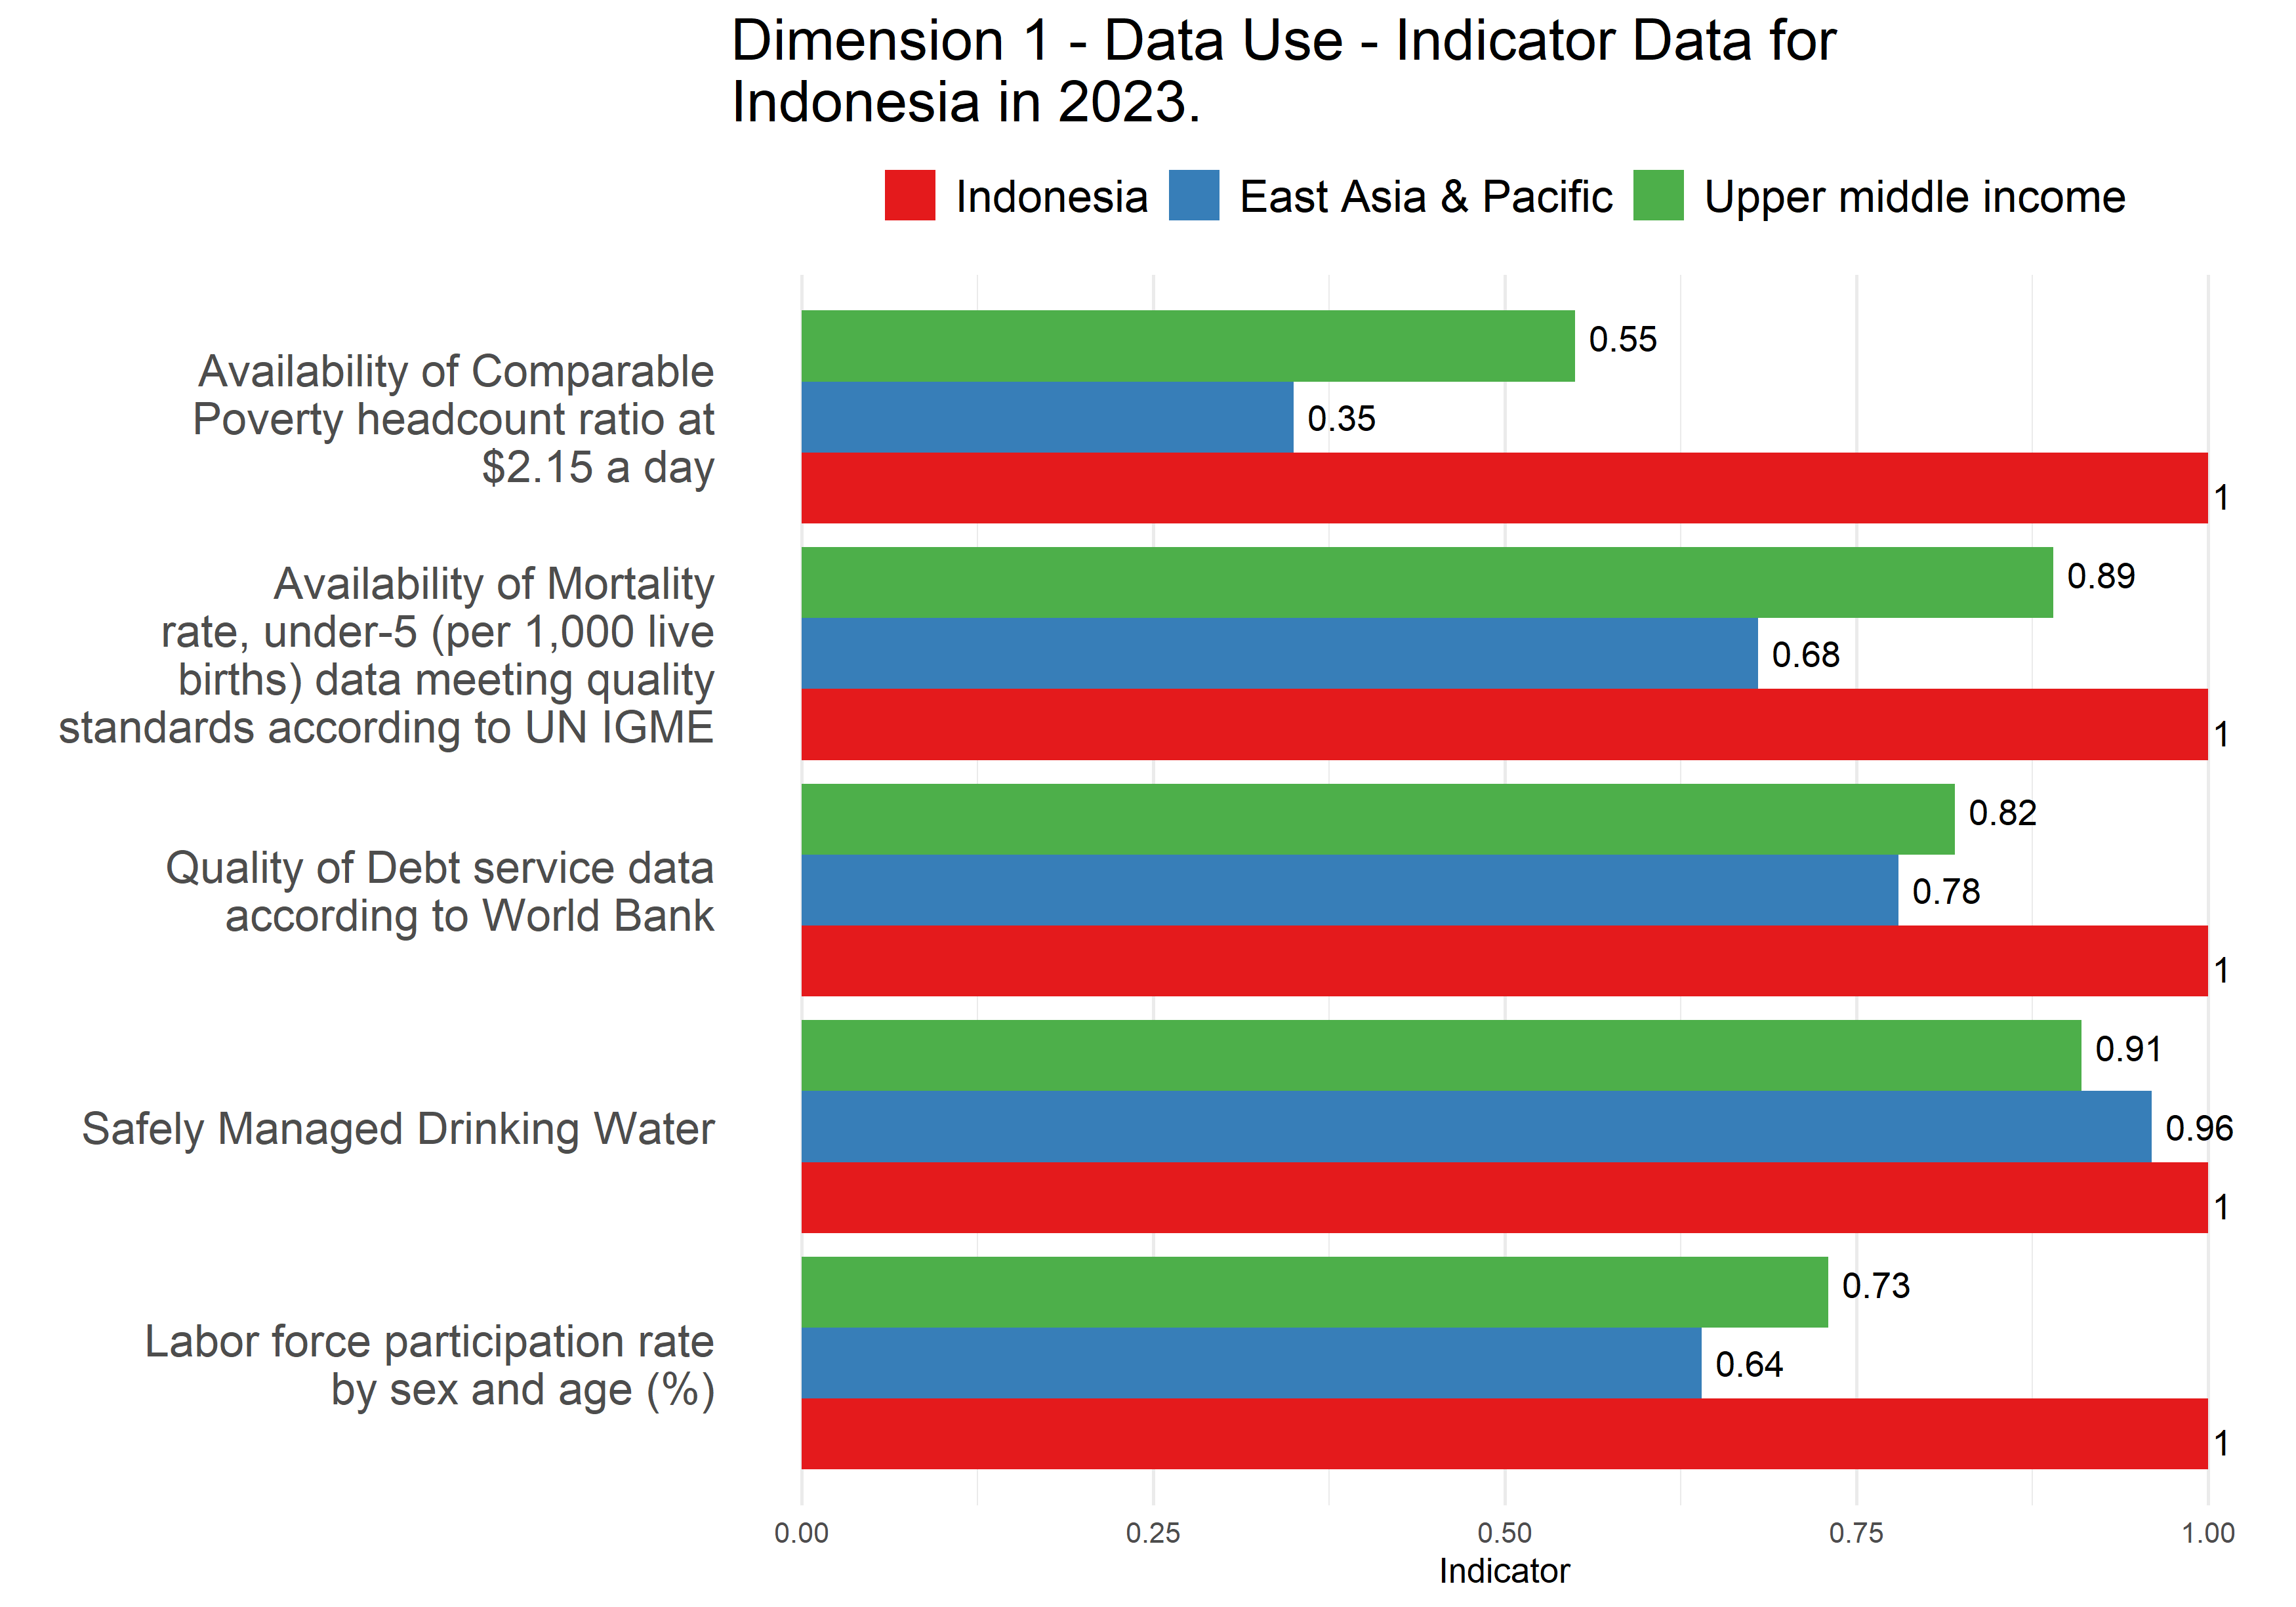 Dimension 1 - Data Use - Indicator Data for
Indonesia in 2023.
Indonesia East Asia & Pacific Upper middle income
Availability of Comparable
Poverty headcount ratio at
$2.15 a day
0.55
0.35
1
Availability of Mortality
rate, under-5 (per 1,000 live
births) data meeting quality
standards according to UN IGME
0.89
0.68
1
Quality of Debt service data
according to World Bank
0.82
0.78
1
Safely Managed Drinking Water
0.91
0.96
1
Labor force participation rate
by sex and age (%)
0.73
0.64
1
0.00 0.25 0.50 0.75 1.00
Indicator